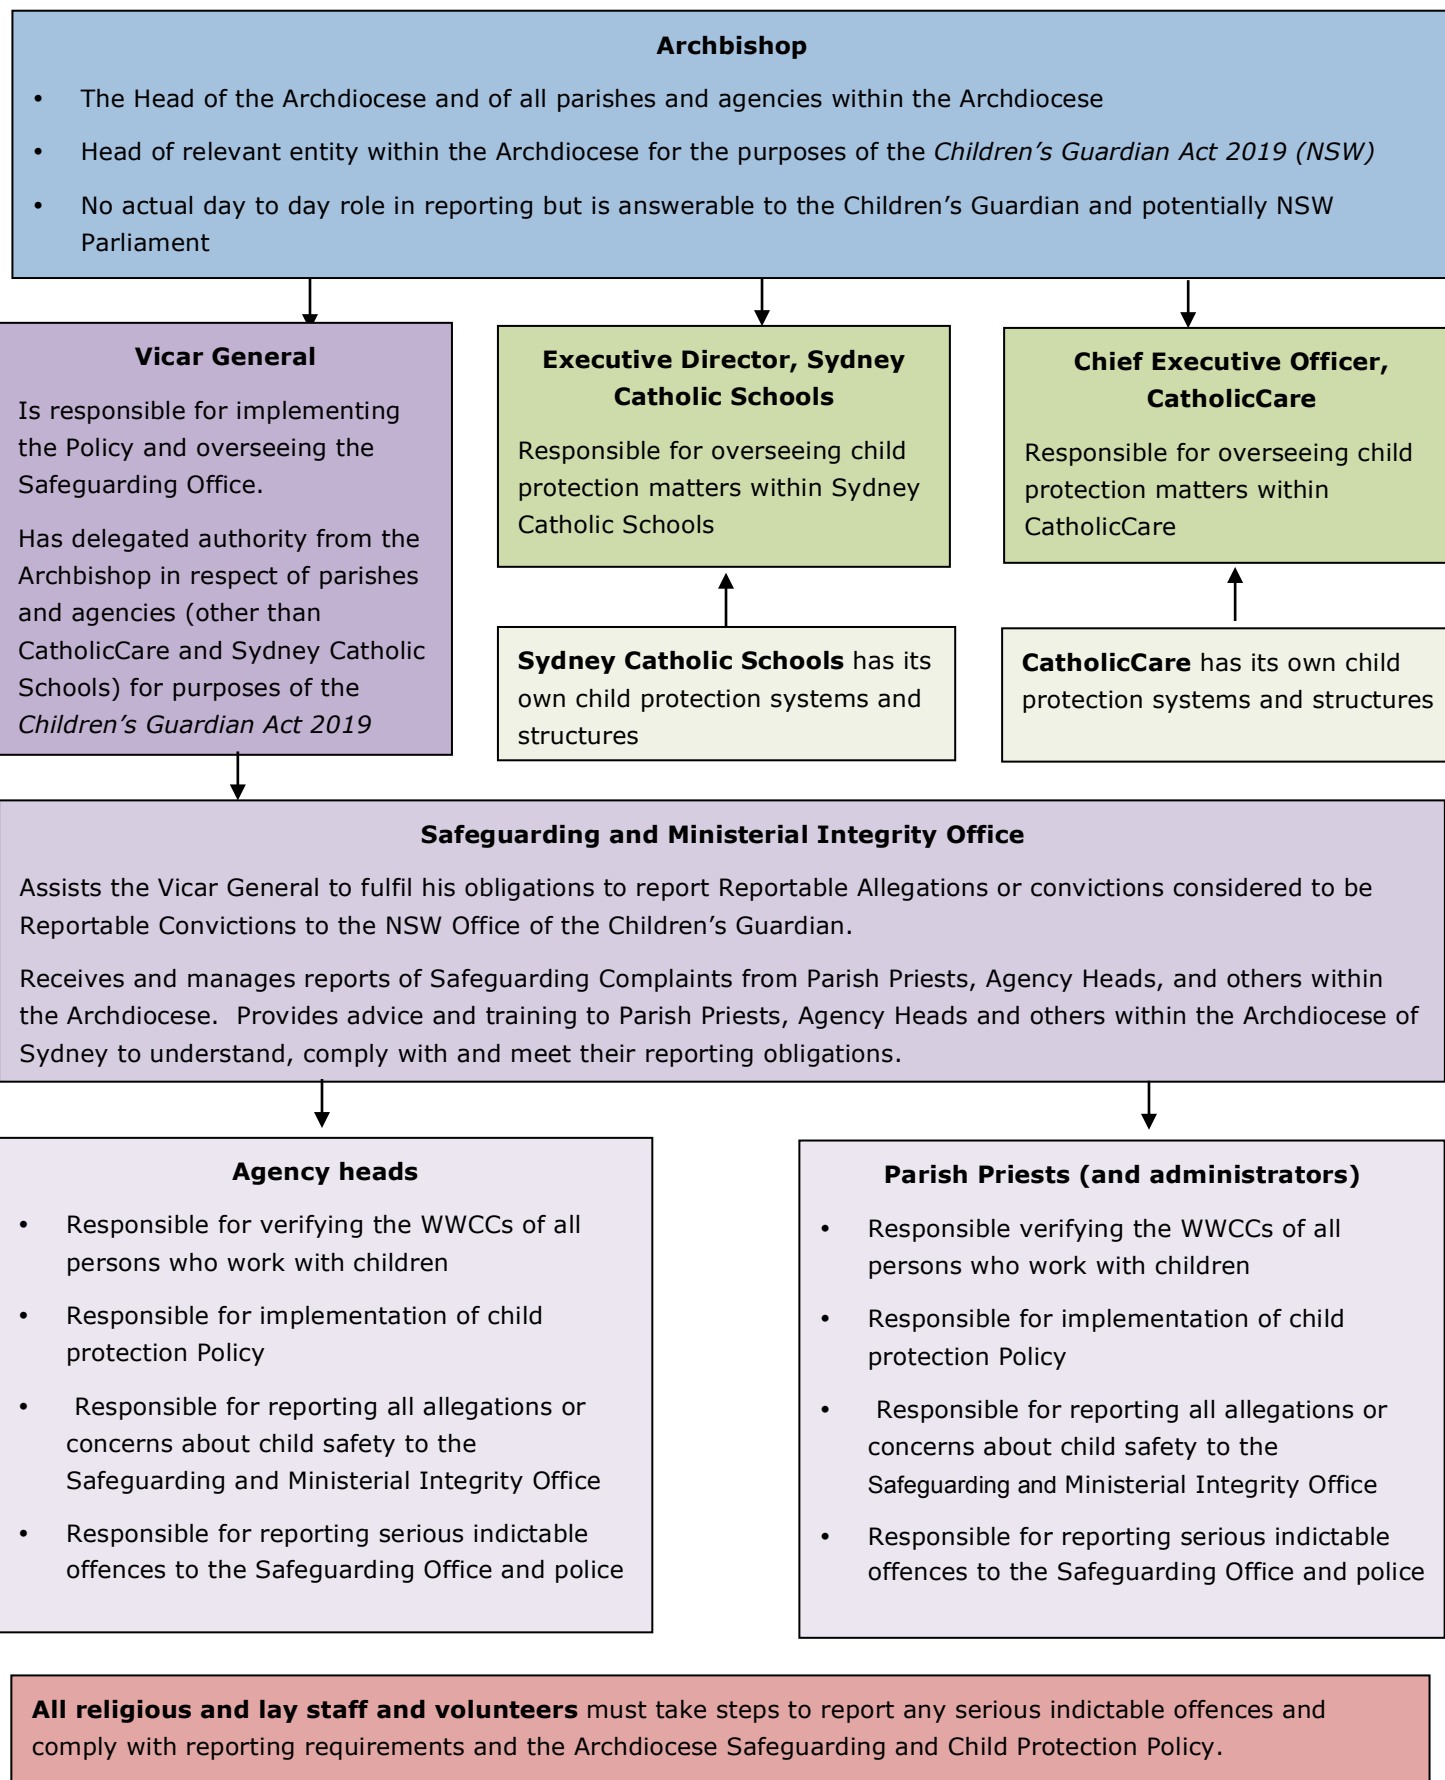 Archbishop
• The Head of the Archdiocese and of all parishes and agencies within the Archdiocese
• Head of relevant entity within the Archdiocese for the purposes of the Children’s Guardian Act 2019 (NSW)
• No actual day to day role in reporting but is answerable to the Children’s Guardian and potentially NSW
Parliament
Vicar General
Is responsible for implementing
the Policy and overseeing the
Safeguarding Office.
Has delegated authority from the
Archbishop in respect of parishes
and agencies (other than
CatholicCare and Sydney Catholic
Schools) for purposes of the
Children’s Guardian Act 2019
Executive Director, Sydney
Catholic Schools
Responsible for overseeing child
protection matters within Sydney
Catholic Schools
Chief Executive Officer,
CatholicCare
Responsible for overseeing child
protection matters within
CatholicCare
Sydney Catholic Schools has its
own child protection systems and
structures
CatholicCare has its own child
protection systems and structures
Safeguarding and Ministerial Integrity Office
Assists the Vicar General to fulfil his obligations to report Reportable Allegations or convictions considered to be
Reportable Convictions to the NSW Office of the Children’s Guardian.
Receives and manages reports of Safeguarding Complaints from Parish Priests, Agency Heads, and others within
the Archdiocese.  Provides advice and training to Parish Priests, Agency Heads and others within the Archdiocese of
Sydney to understand, comply with and meet their reporting obligations.
Agency heads
• Responsible for verifying the WWCCs of all
persons who work with children
• Responsible for implementation of child
protection Policy
• Responsible for reporting all allegations or
concerns about child safety to the
Safeguarding and Ministerial Integrity Office
• Responsible for reporting serious indictable
offences to the Safeguarding Office and police
Parish Priests (and administrators)
• Responsible verifying the WWCCs of all
persons who work with children
• Responsible for implementation of child
protection Policy
• Responsible for reporting all allegations or
concerns about child safety to the
Safeguarding and Ministerial Integrity Office
• Responsible for reporting serious indictable
offences to the Safeguarding Office and police
All religious and lay staff and volunteers must take steps to report any serious indictable offences and
comply with reporting requirements and the Archdiocese Safeguarding and Child Protection Policy.